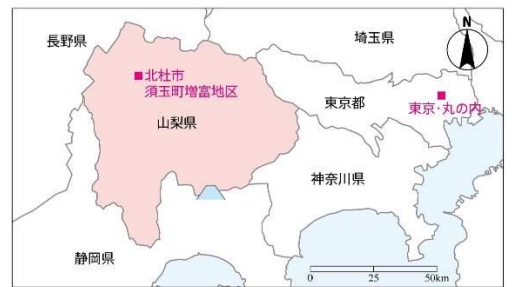 長野県
埼玉県
N
■北杜市
須玉町増富地区
東京都
東京・丸の内
山梨県
神奈川県
静岡県
0 25 50km